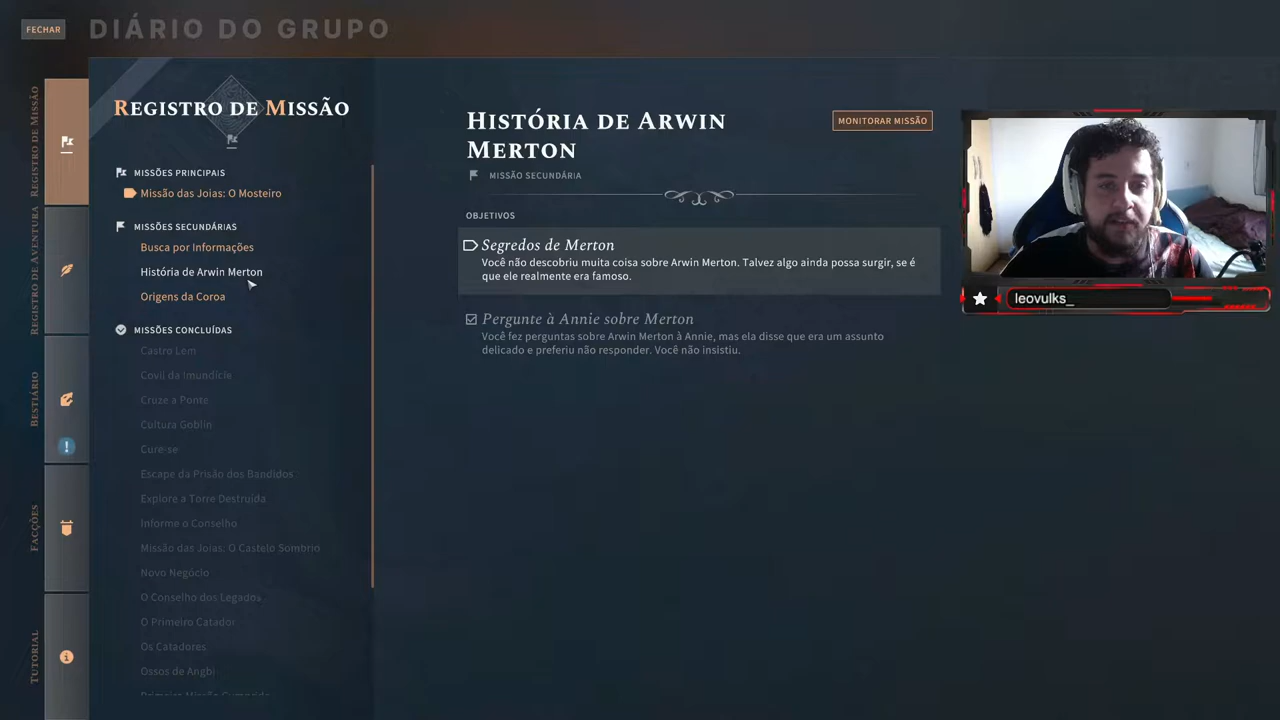 FECHAR
DIÁRIO DO GRUPO
REGISTRO DE MISSÃO
REGISTRO DE AVENTURA
BESTIÁRIO
FACÇÕES
TUTORIAL
REGISTRO DE MISSÃO
MISSÕES PRINCIPAIS
Missão das Joias: O Mosteiro
MISSÕES SECUNDÁRIAS
Busca por Informações
História de Arwin Merton
Origens da Coroa
MISSÕES CONCLUÍDAS
Castro Lem
Covil da Imundície
Cruze a Ponte
Cultura Goblin
Cure-se
Escape da Prisão dos Bandidos
Explore a Torre Destruída
Informe o Conselho
Missão das Joias: O Castelo Sombrio
Novo Negócio
O Conselho dos Legados
O Primeiro Catador
Os Catadores
Ossos de Angbi
HISTÓRIA DE ARWIN
MERTON
MONITORAR MISSÃO
MISSÃO SECUNDÁRIA
OBJETIVOS
Segredos de Merton
Você não descobriu muita coisa sobre Arwin Merton. Talvez algo ainda possa surgir, se é
que ele realmente era famoso.
Pergunte à Annie sobre Merton
Você fez perguntas sobre Arwin Merton à Annie, mas ela disse que era um assunto
delicado e preferiu não responder. Você não insistiu.
leovulks_